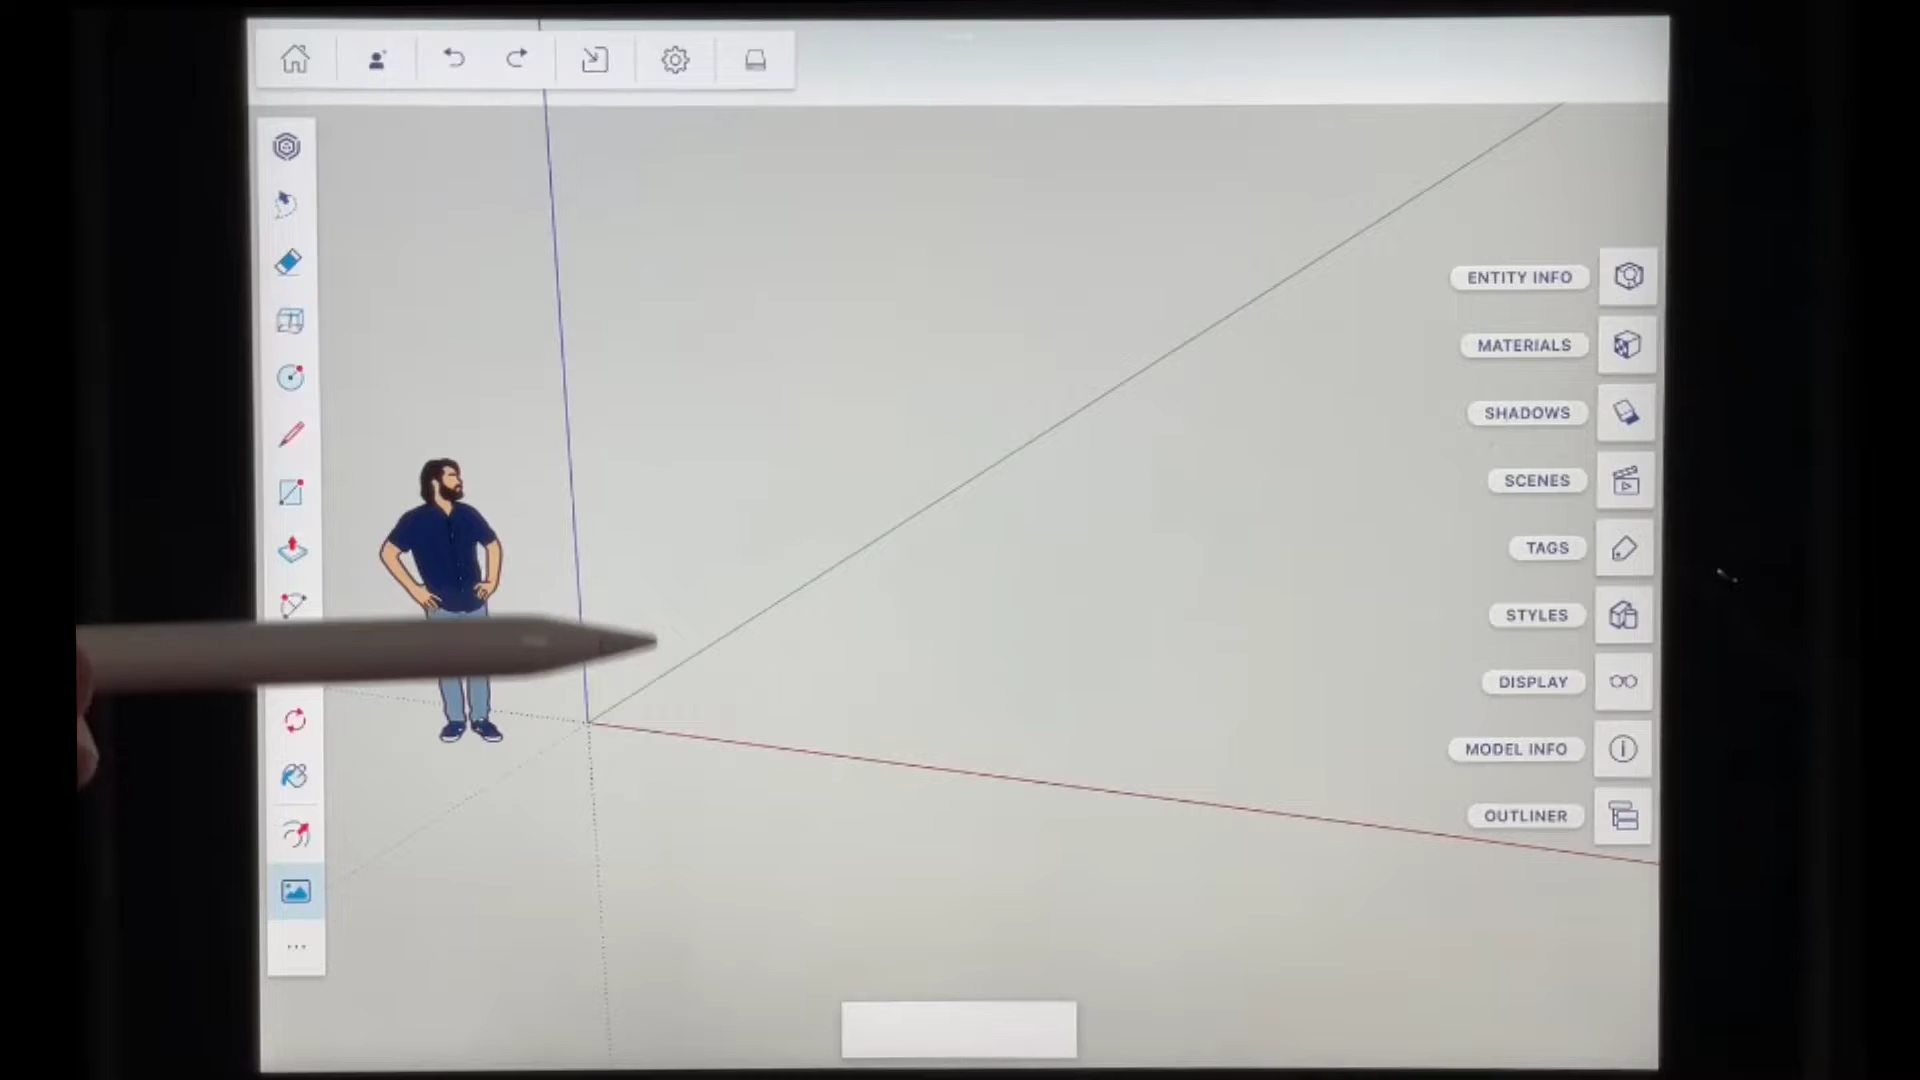 ENTITY INFO
MATERIALS
SHADOWS
SCENES
TAGS
STYLES
DISPLAY
MODEL INFO
OUTLINER